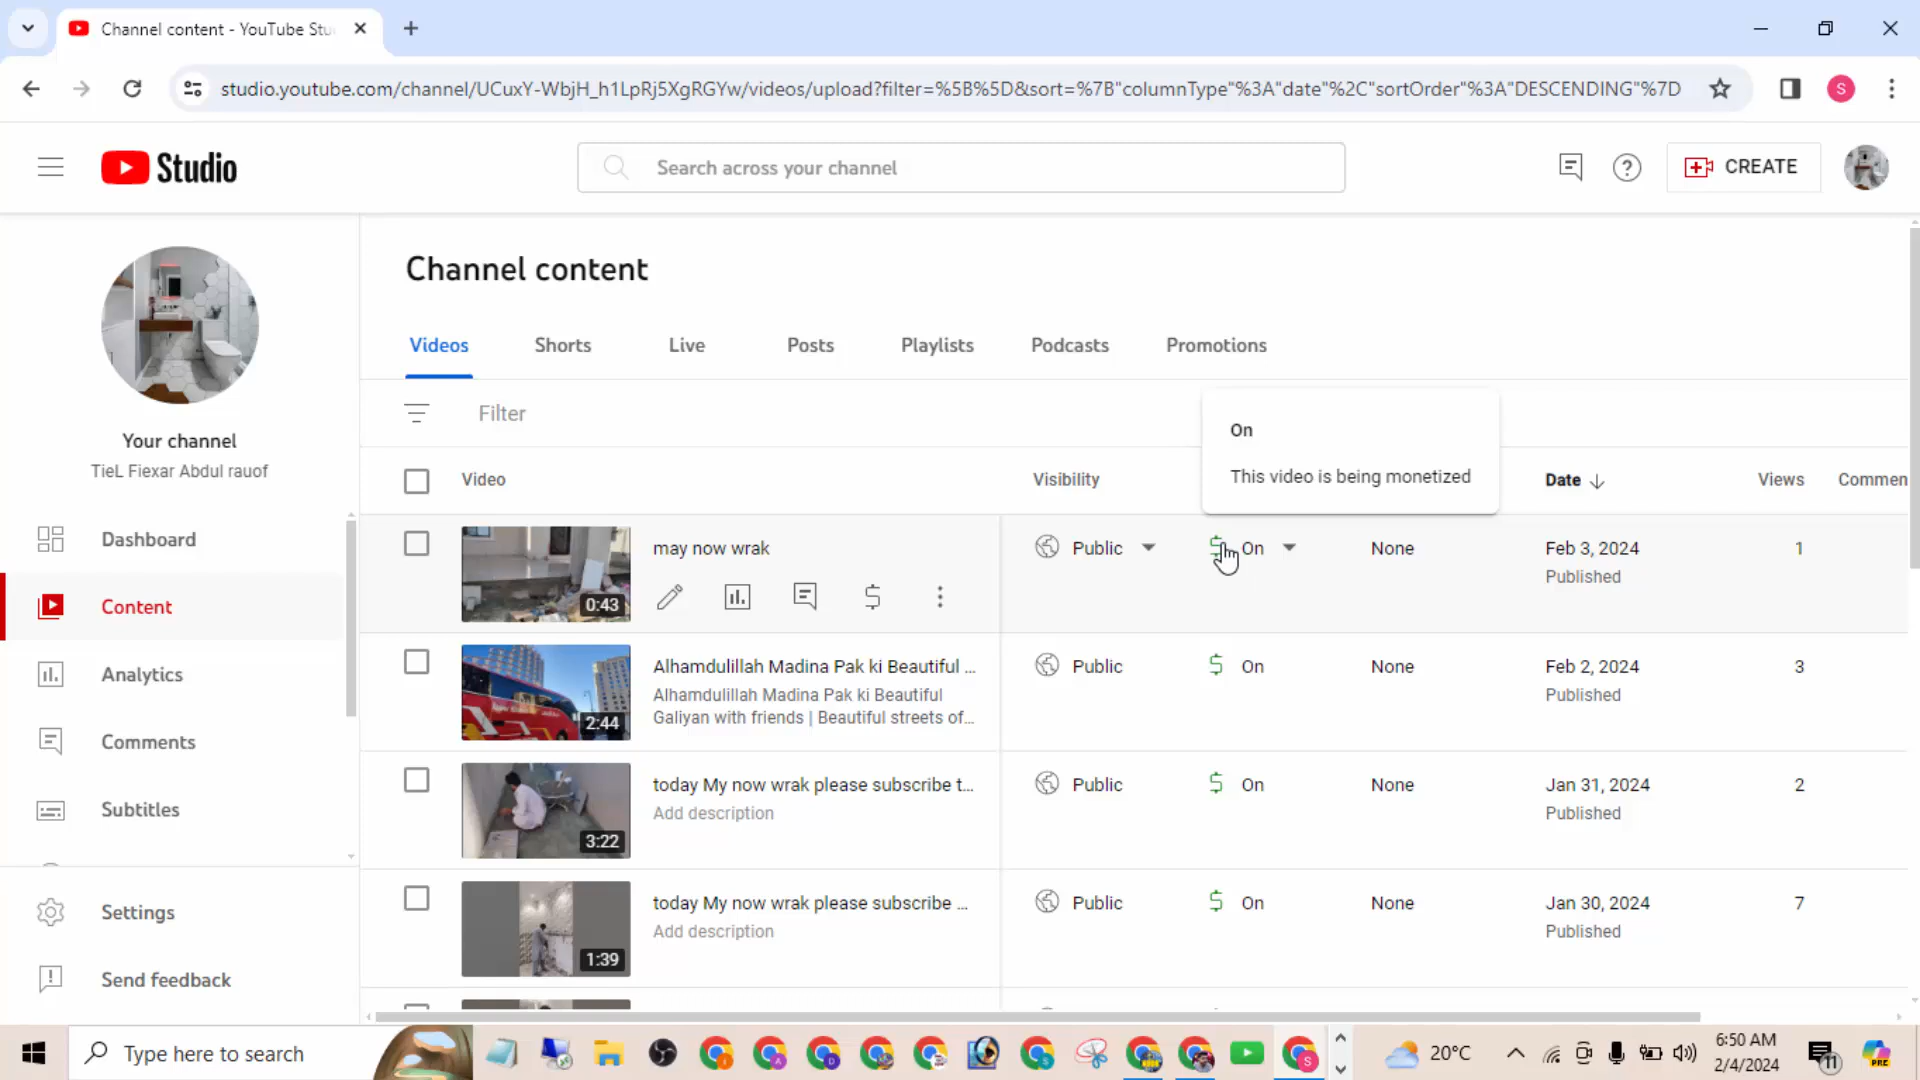 Channel content - YouTube Stu
studio.youtube.com/channel/UCuxY-WbjH_h1LpRj5XgRGYw/videos/upload?filter=%5B%5D&sort=%7B"columnType"%3A"date"%2C"sortOrder"%3A"DESCENDING"%7D
S
Studio
Search across your channel
CREATE
Your channel
TieL Fiexar Abdul rauof
Dashboard
Content
Analytics
Comments
Subtitles
Settings
Send feedback
Channel content
Videos Shorts Live Posts Playlists Podcasts Promotions
Filter
On
This video is being monetized
Video Visibility Date Views Commen
may now wrak Public On None Feb 3, 2024 1
Published
0:43
Alhamdulillah Madina Pak ki Beautiful ... Public On None Feb 2, 2024 3
Alhamdulillah Madina Pak ki Beautiful Published
Galiyan with friends | Beautiful streets of...
2:44
today My now wrak please subscribe t... Public On None Jan 31, 2024 2
Add description Published
3:22
today My now wrak please subscribe ... Public On None Jan 30, 2024 7
Add description Published
1:39
Type here to search
20°C
6:50 AM
2/4/2024
11
PRE